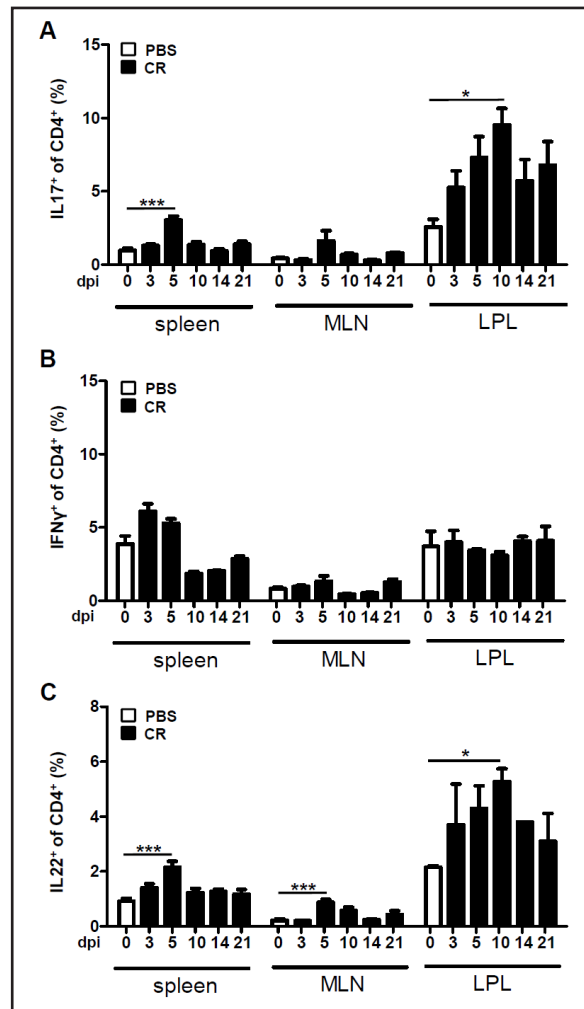 A
PBS
CR
IL17⁺ of CD4⁺ (%)
15
10
5
0
***
*
dpi 0 3 5 10 14 21 0 3 5 10 14 21 0 3 5 10 14 21
spleen MLN LPL
B
PBS
CR
IFNγ⁺ of CD4⁺ (%)
15
10
5
0
dpi 0 3 5 10 14 21 0 3 5 10 14 21 0 3 5 10 14 21
spleen MLN LPL
C
PBS
CR
IL22⁺ of CD4⁺ (%)
8
6
4
2
0
***
***
*
dpi 0 3 5 10 14 21 0 3 5 10 14 21 0 3 5 10 14 21
spleen MLN LPL